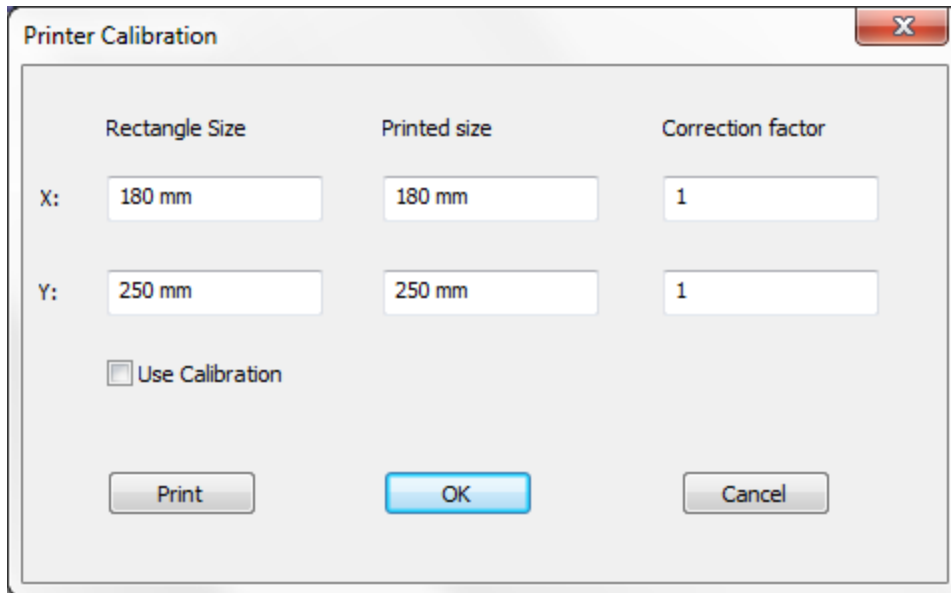 Printer Calibration
Rectangle Size Printed size Correction factor
X: 180 mm 180 mm 1
Y: 250 mm 250 mm 1
Use Calibration
Print OK Cancel